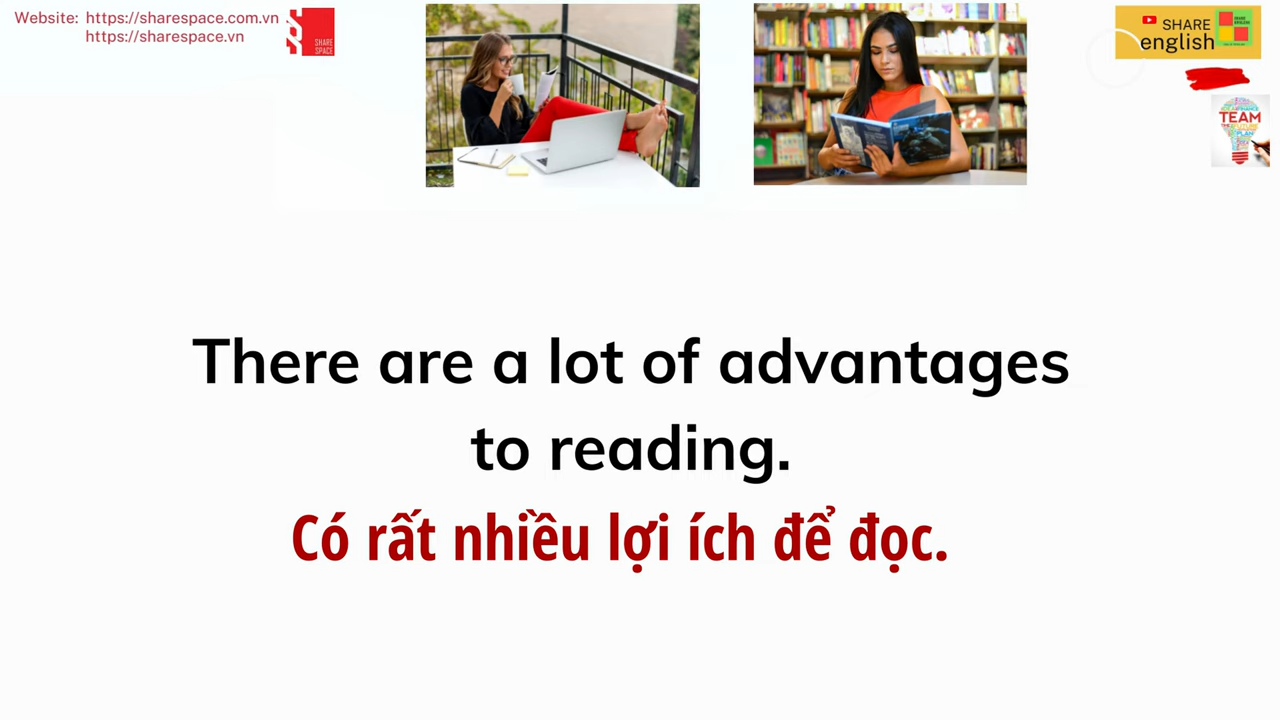 Website: https://sharespace.com.vn
https://sharespace.vn
SHARE
SPACE
SHARE
english
TEAM
There are a lot of advantages
to reading.
Có rất nhiều lợi ích để đọc.